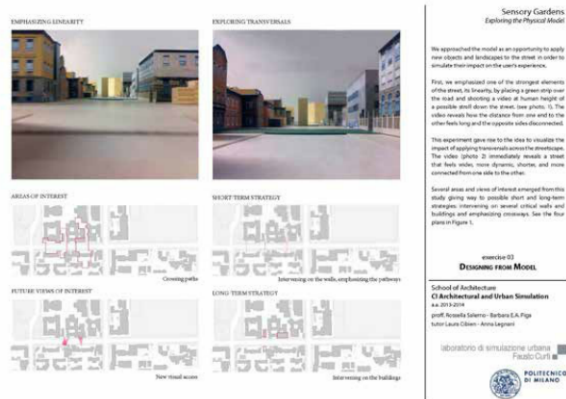 EMPHASIZING LINEARITY
EXPLORING TRANSVERSALS
AREAS OF INTEREST
SHORT TERM STRATEGY
Crossing paths
Intervening on the walls, emphasizing the pathways
FUTURE VIEWS OF INTEREST
LONG TERM STRATEGY
New visual access
Intervening on the buildings
Sensory Gardens
Exploring the Physical Model
We approached the model as an opportunity to apply
new objects and landscapes to the street in order to
simulate their impact on the user's experience.
First, we emphasized one of the strongest elements
of the street, its linearity, by placing a green strip over
the road and shooting a video at human height of
a possible stroll down the street. (see photo 1). The
video reveals how the distance from one end to the
other feels long and the opposite sides disconnected.
This experiment gave rise to the idea to visualize the
impact of applying transversals across the streetscape.
The video (photo 2) immediately reveals a street
that feels wider, more dynamic, shorter, and more
connected from one side to the other.
Several areas and views of interest emerged from this
study giving way to possible short and long-term
strategies: intervening on several critical walls and
buildings and emphasizing crossways. See the four
plans in Figure 1.
exercise 03
DESIGNING FROM MODEL
School of Architecture
CI Architectural and Urban Simulation
a.a. 2013-2014
proff. Rossella Salerno - Barbara E.A. Piga
tutor Laura Cibien - Anna Legnani
laboratorio di simulazione urbana
Fausto Curti
POLITECNICO
DI MILANO